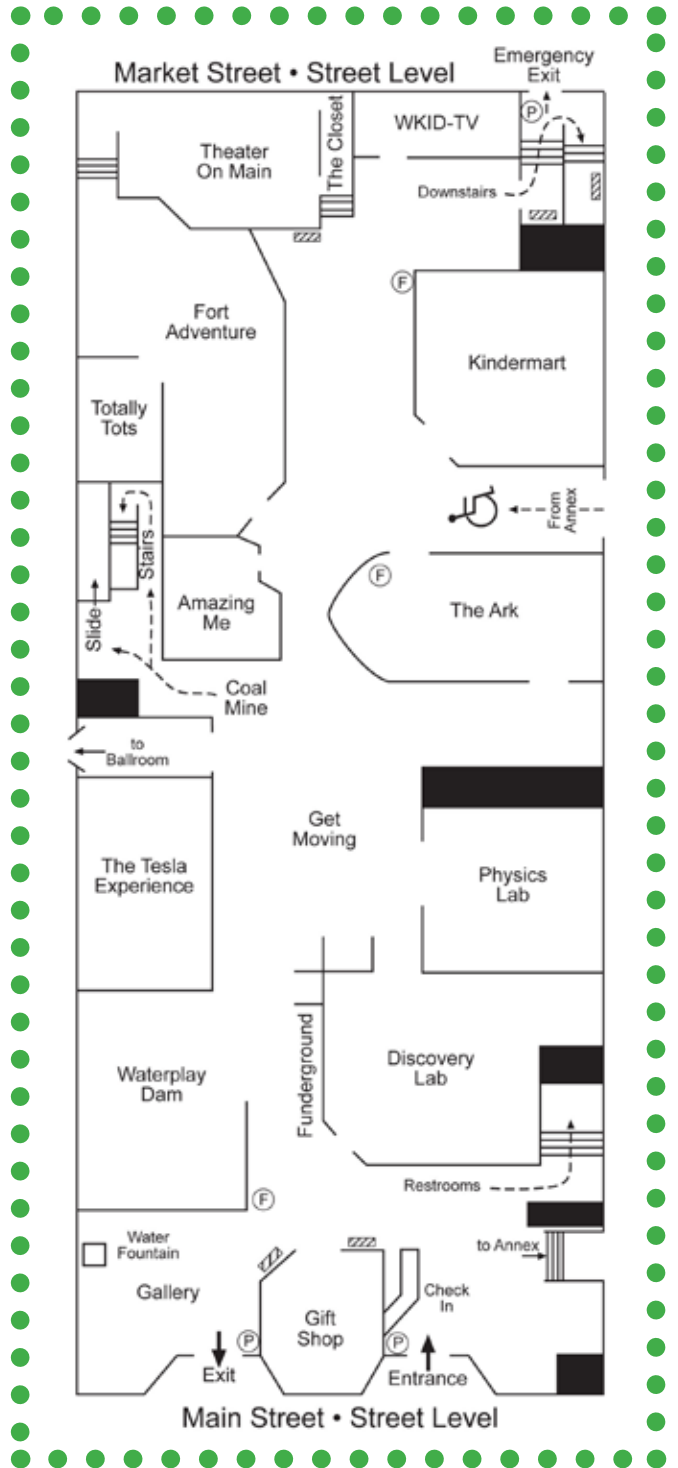 Market Street • Street Level
Emergency
Exit
P
WKID-TV
The Closet
Theater
On Main
Downstairs
F
Fort
Adventure
Kindermart
Totally
Tots
From
Annex
Stairs
F
Amazing
Me
The Ark
Slide
Coal
Mine
to
Ballroom
Get
Moving
The Tesla
Experience
Physics
Lab
Funderground
Discovery
Lab
Waterplay
Dam
Restrooms
F
Water
Fountain
to Annex
Gallery
Check
In
Gift
Shop
P
P
Exit
Entrance
Main Street • Street Level